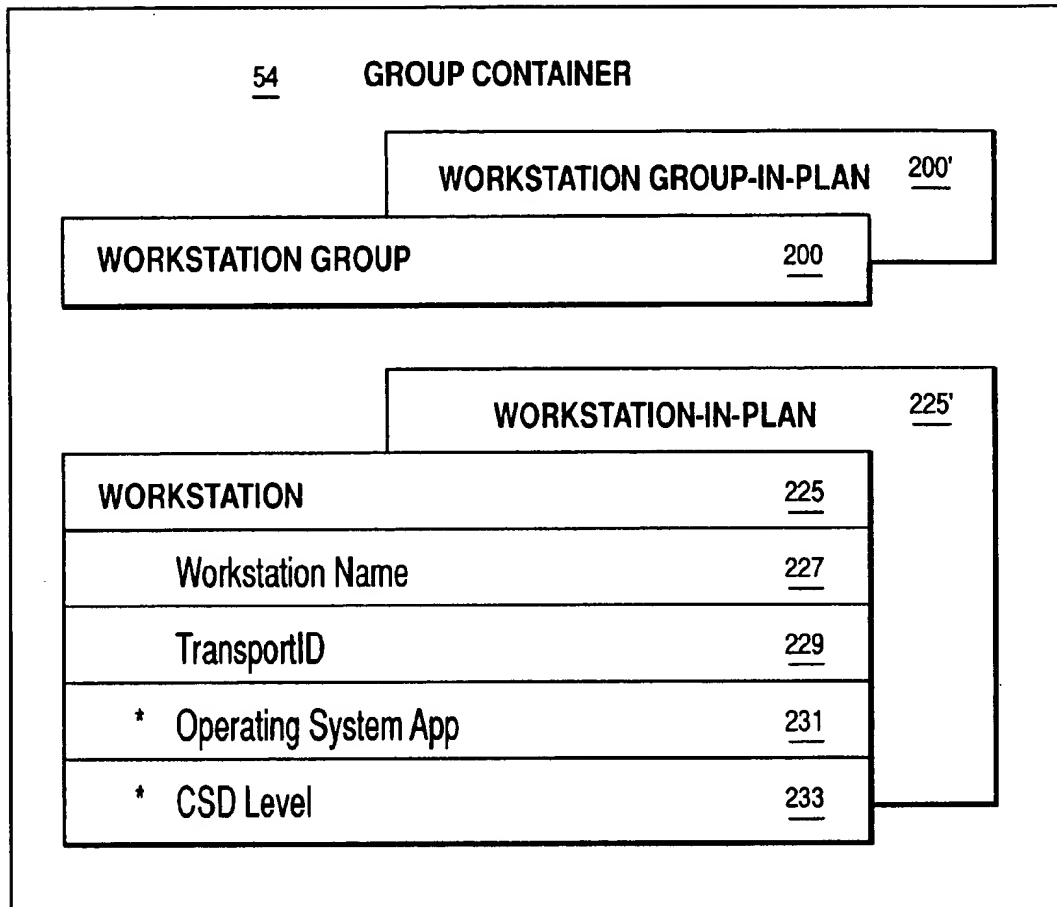 54 GROUP CONTAINER
WORKSTATION GROUP-IN-PLAN 200'
WORKSTATION GROUP 200
WORKSTATION-IN-PLAN 225'
WORKSTATION 225
Workstation Name 227
TransportID 229
* Operating System App 231
* CSD Level 233